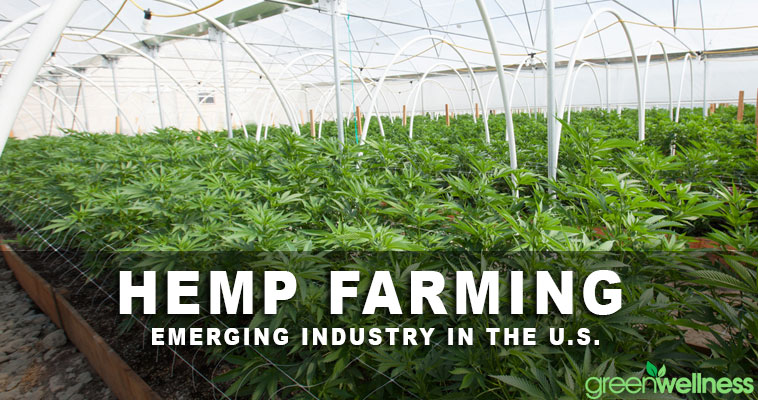 HEMP FARMING
EMERGING INDUSTRY IN THE U.S.
greenwellness